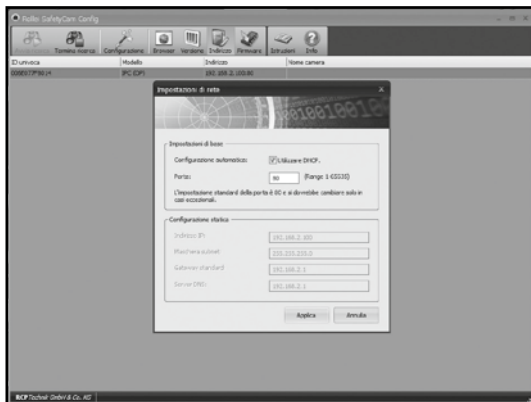 Rollei SafetyCam Config
Termina ricerca Configurazione Browser Versione Indirizzo Firmware Istruzioni Info
ID univoca Modello Indirizzo Nome camera
IPC (CP) 192.168.2.100:80
Impostazioni di rete
Impostazioni di base
Configurazione automatica: Utilizzare DHCP.
Porta: 80 (Range 1-65535)
L'impostazione standard della porta è 80 e si dovrebbe cambiare solo in
casi eccezionali.
Configurazione statica
Indirizzo IP: 192.168.2.100
Maschera subnet: 255.255.255.0
Gateway standard: 192.168.2.1
Server DNS: 192.168.2.1
Applica Annulla
RCP Technik GmbH & Co. KG